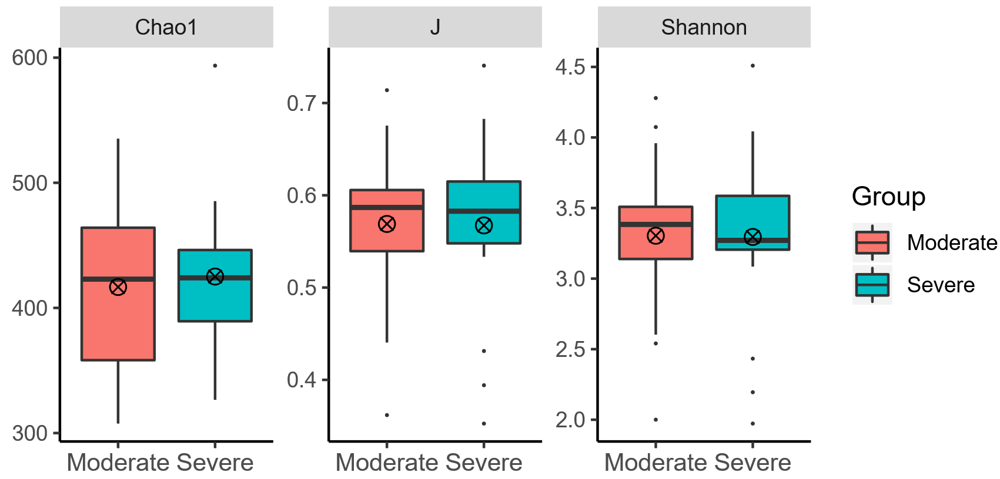 Chao1 J Shannon
600
500
400
300
0.7
0.6
0.5
0.4
4.5
4.0
3.5
3.0
2.5
2.0
Moderate Severe
Moderate Severe
Moderate Severe
Group
Moderate
Severe